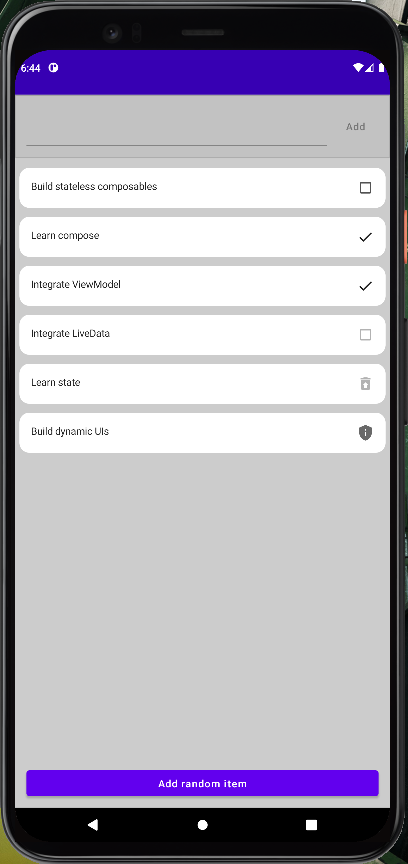 6:44
Add
Build stateless composables
Learn compose
Integrate ViewModel
Integrate LiveData
Learn state
Build dynamic UIs
Add random item